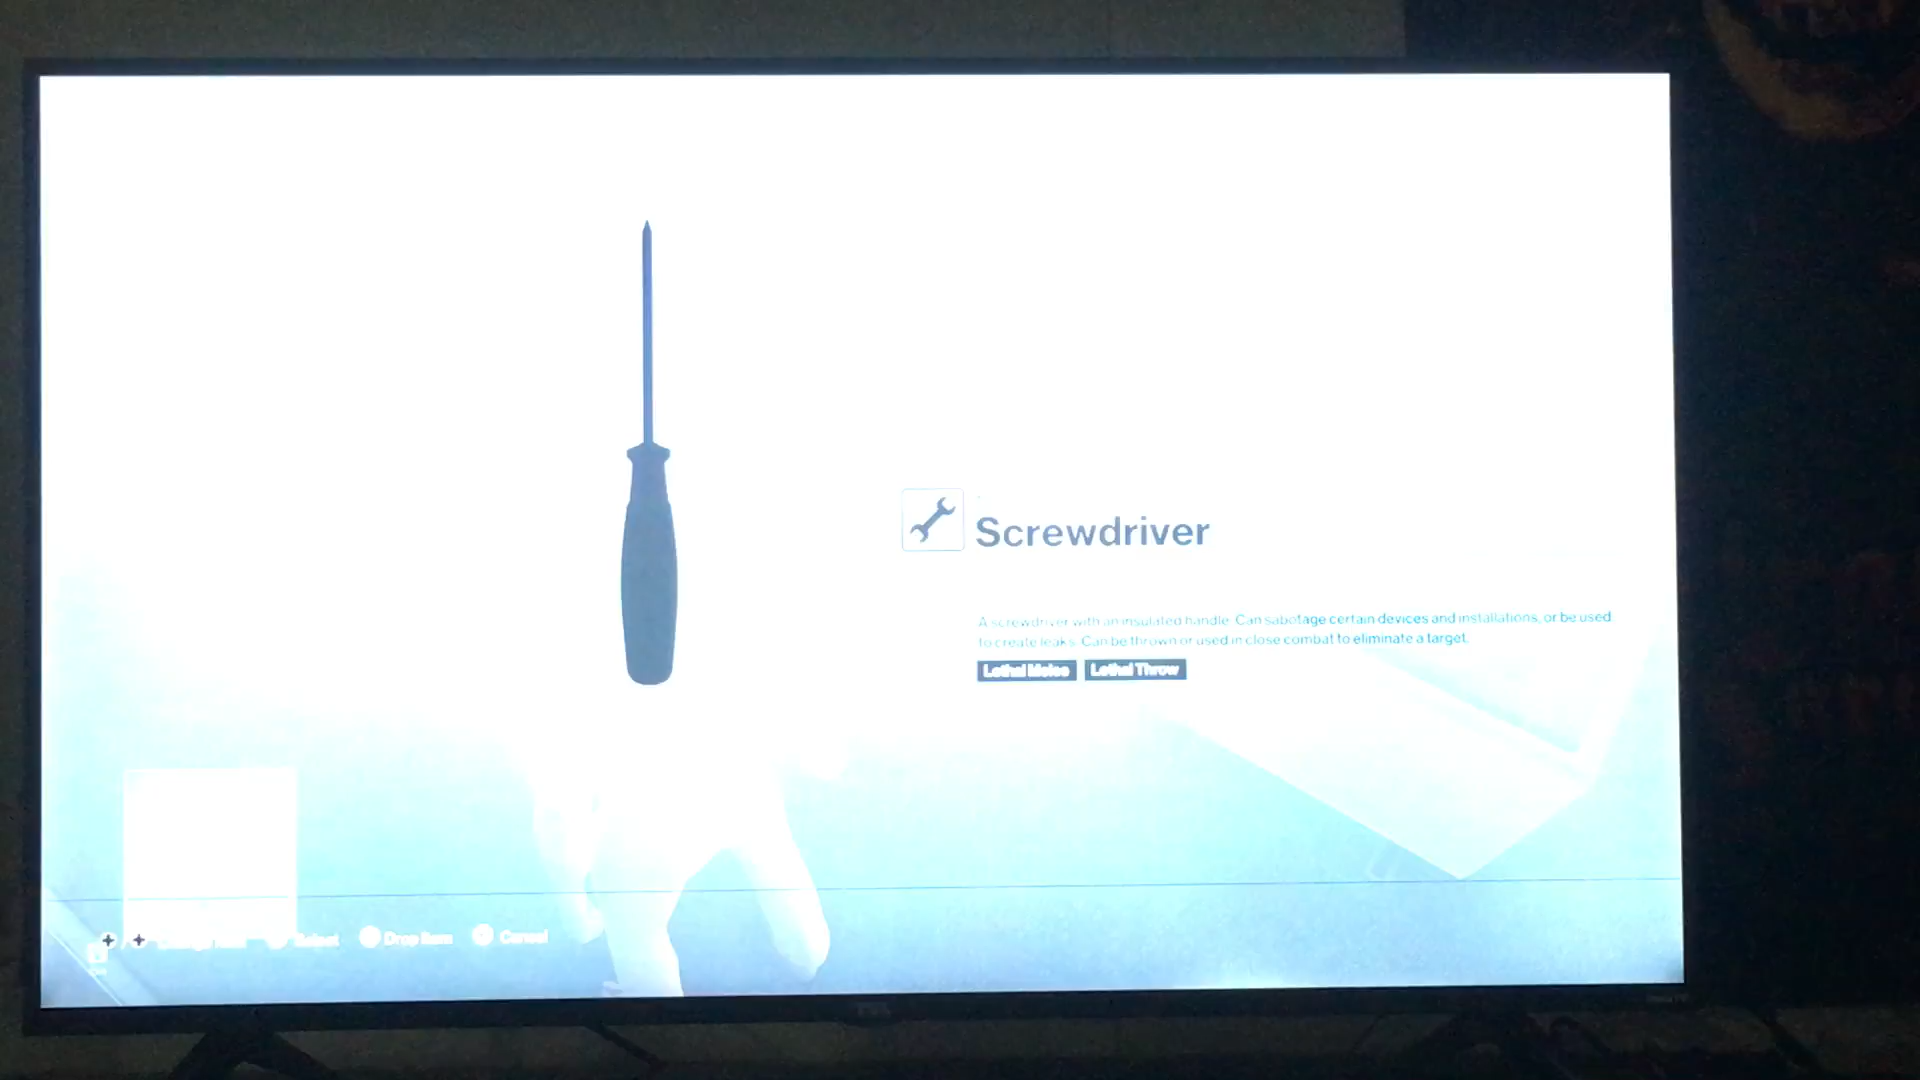 Screwdriver
A screwdriver with an insulated handle. Can sabotage certain devices and installations, or be used
to create leaks. Can be thrown or used in close combat to eliminate a target.
Lethal Melee Lethal Throw
Select Drop Item Cancel